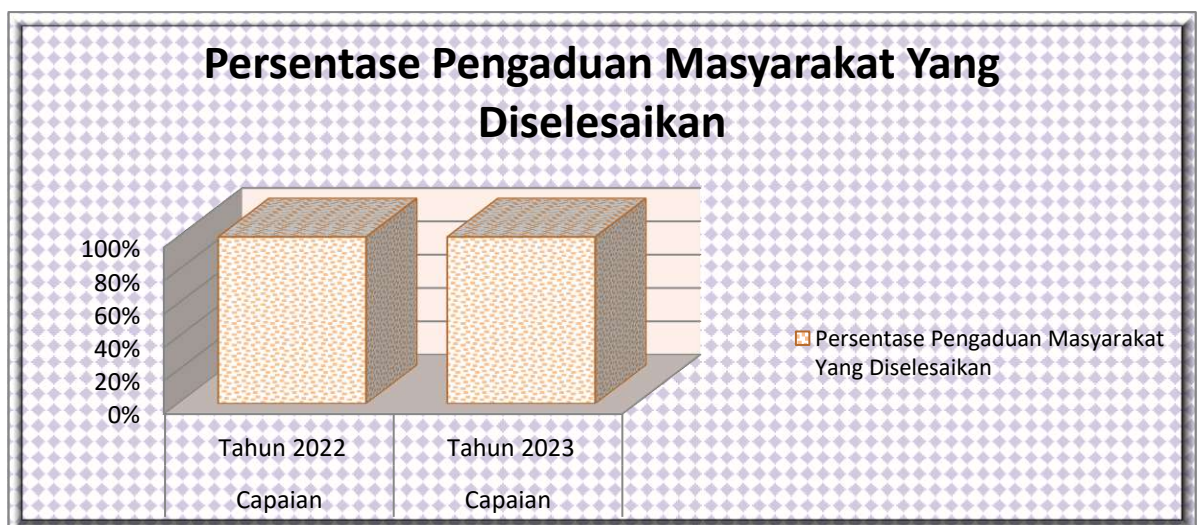 Persentase Pengaduan Masyarakat Yang
Diselesaikan
100%
80%
60%
40%
20%
0%
Tahun 2022
Tahun 2023
Capaian
Capaian
Persentase Pengaduan Masyarakat
Yang Diselesaikan